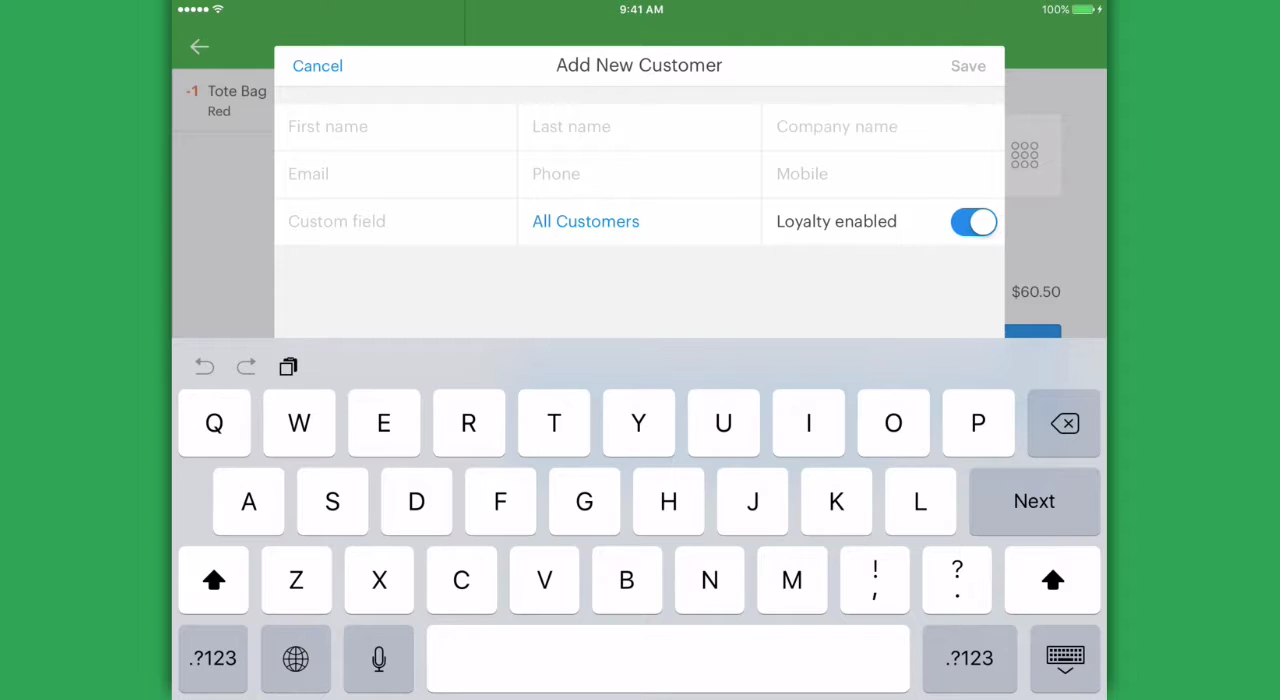 9:41 AM
100%
Cancel
Add New Customer
Save
-1 Tote Bag
Red
First name
Last name
Company name
Email
Phone
Mobile
Custom field
All Customers
Loyalty enabled
$60.50
Q W E R T Y U I O P
A S D F G H J K L Next
Z X C V B N M ! , ? .
.?123 .?123